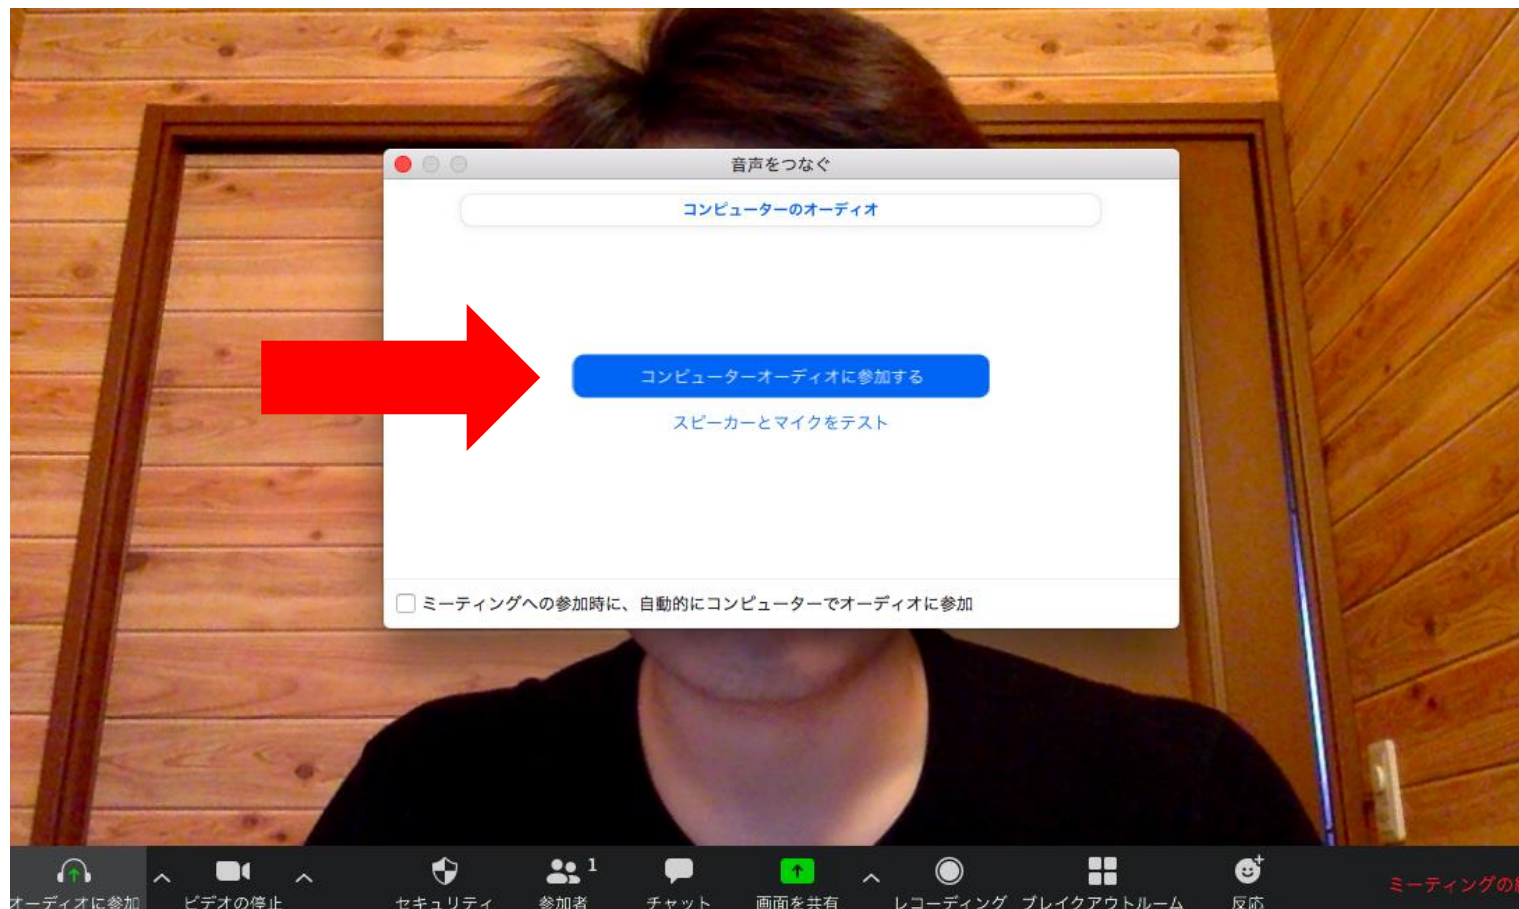 音声をつなぐ
コンピューターのオーディオ
コンピューターオーディオに参加する
スピーカーとマイクをテスト
ミーティングへの参加時に、自動的にコンピューターでオーディオに参加
1
オーディオに参加 ビデオの停止 セキュリティ 参加者 チャット 画面を共有 レコーディング ブレイクアウトルーム 反応
ミーティングの